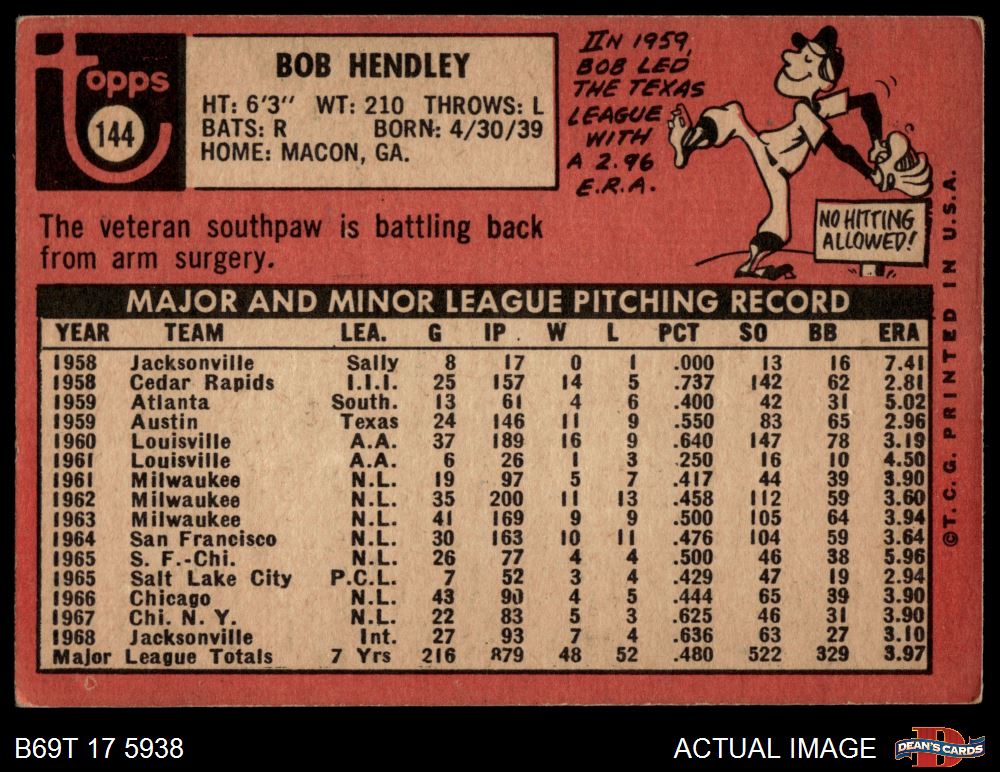 Topps
144
BOB HENDLEY
HT: 6'3" WT: 210 THROWS: L
BATS: R BORN: 4/30/39
HOME: MACON, GA.
IN 1959,
BOB LED
THE TEXAS
LEAGUE
WITH
A 2.96
E.R.A.
NO HITTING
ALLOWED!
The veteran southpaw is battling back
from arm surgery.
MAJOR AND MINOR LEAGUE PITCHING RECORD
YEAR TEAM LEA. G IP. W L PCT SO BB ERA
1958 Jacksonville Sally 8 17 0 1 .000 13 16 7.41
1958 Cedar Rapids I.I.I. 25 157 14 5 .737 142 62 2.81
1959 Atlanta South. 13 61 4 6 .400 42 31 5.02
1959 Austin Texas 24 146 11 9 .550 83 65 2.96
1960 Louisville A.A. 37 189 16 9 .640 147 78 3.19
1961 Louisville A.A. 6 26 1 3 .250 16 10 4.50
1961 Milwaukee N.L. 19 97 5 7 .417 44 39 3.90
1962 Milwaukee N.L. 35 200 11 13 .458 112 59 3.60
1963 Milwaukee N.L. 41 169 9 9 .500 105 64 3.94
1964 San Francisco N.L. 30 163 10 11 .476 104 59 3.64
1965 S. F.-Chi. N.L. 26 77 4 4 .500 46 38 5.96
1965 Salt Lake City P.C.L. 7 52 3 4 .429 47 19 2.94
1966 Chicago N.L. 43 90 4 5 .444 65 39 3.90
1967 Chi. N. Y. N.L. 22 83 5 3 .625 46 31 3.90
1968 Jacksonville Int. 27 93 7 4 .636 63 27 3.10
Major League Totals 7 Yrs 216 879 48 52 .480 522 329 3.97
©T.C.G. PRINTED IN U.S.A.
B69T 17 5938
ACTUAL IMAGE
DEAN'S CARDS